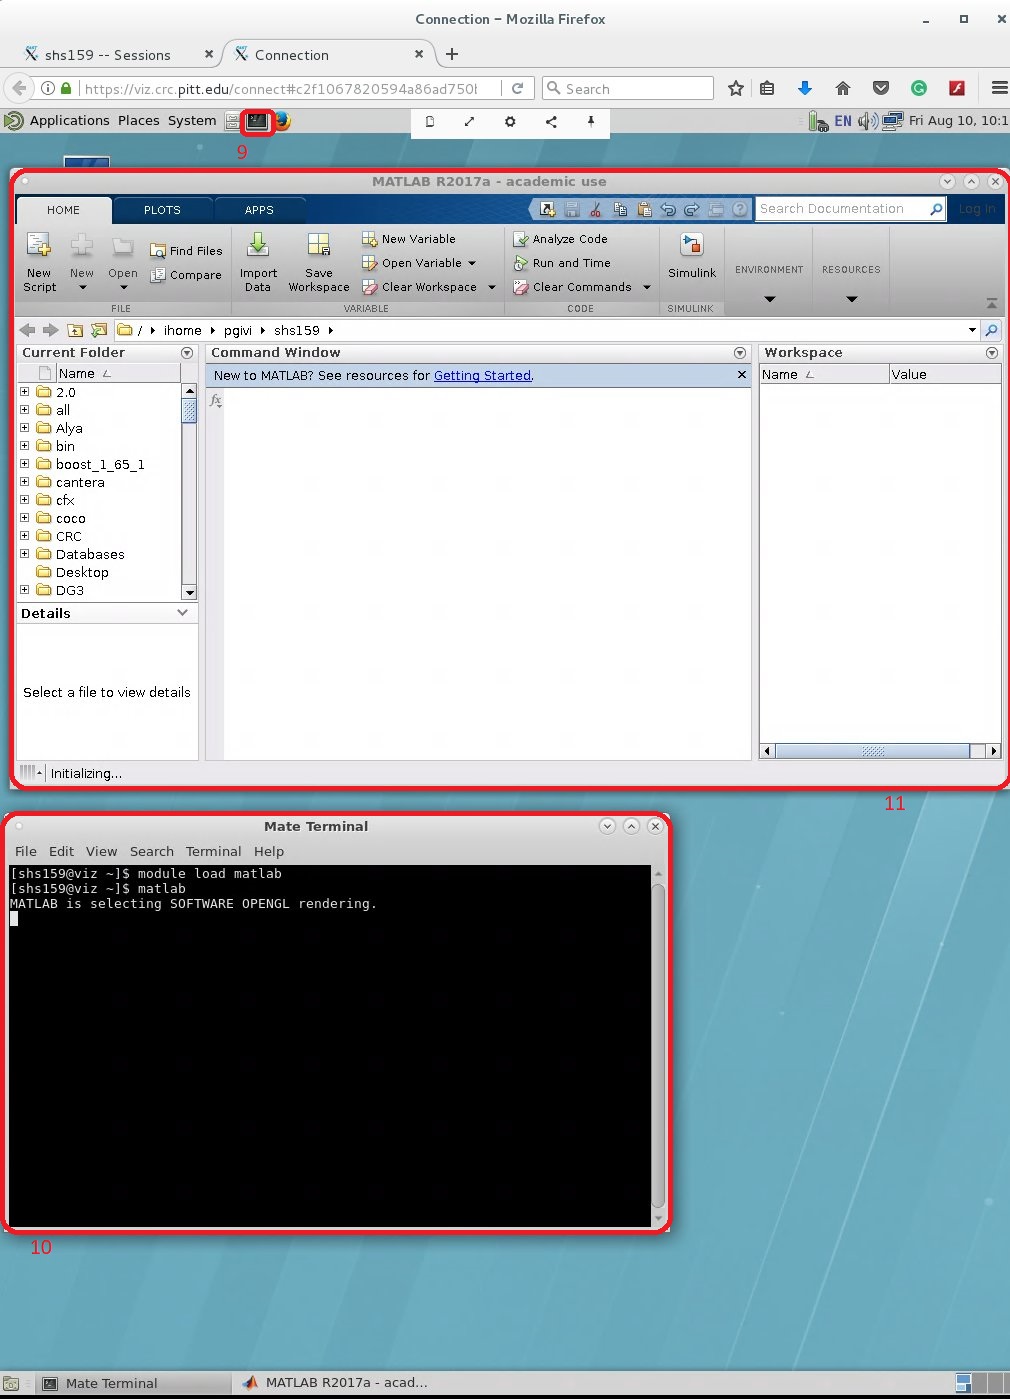 Connection – Mozilla Firefox
shs159 -- Sessions
Connection
https://viz.crc.pitt.edu/connect#c2f1067820594a86ad750b
Search
Applications Places System
EN
Fri Aug 10, 10:1
9
MATLAB R2017a - academic use
HOME PLOTS APPS
Search Documentation
Log In
New Script
New
Open
Find Files
Compare
Import Data
Save Workspace
New Variable
Open Variable
Clear Workspace
Analyze Code
Run and Time
Clear Commands
Simulink
ENVIRONMENT
RESOURCES
FILE VARIABLE CODE SIMULINK
/ ihome pgivi shs159
Current Folder
Name
2.0
all
Alya
bin
boost_1_65_1
cantera
cfx
coco
CRC
Databases
Desktop
DG3
Details
Select a file to view details
Command Window
New to MATLAB? See resources for Getting Started.
fx
Workspace
Name Value
Initializing...
11
Mate Terminal
File Edit View Search Terminal Help
[shs159@viz ~]$ module load matlab
[shs159@viz ~]$ matlab
MATLAB is selecting SOFTWARE OPENGL rendering.
10
Mate Terminal
MATLAB R2017a - acad...